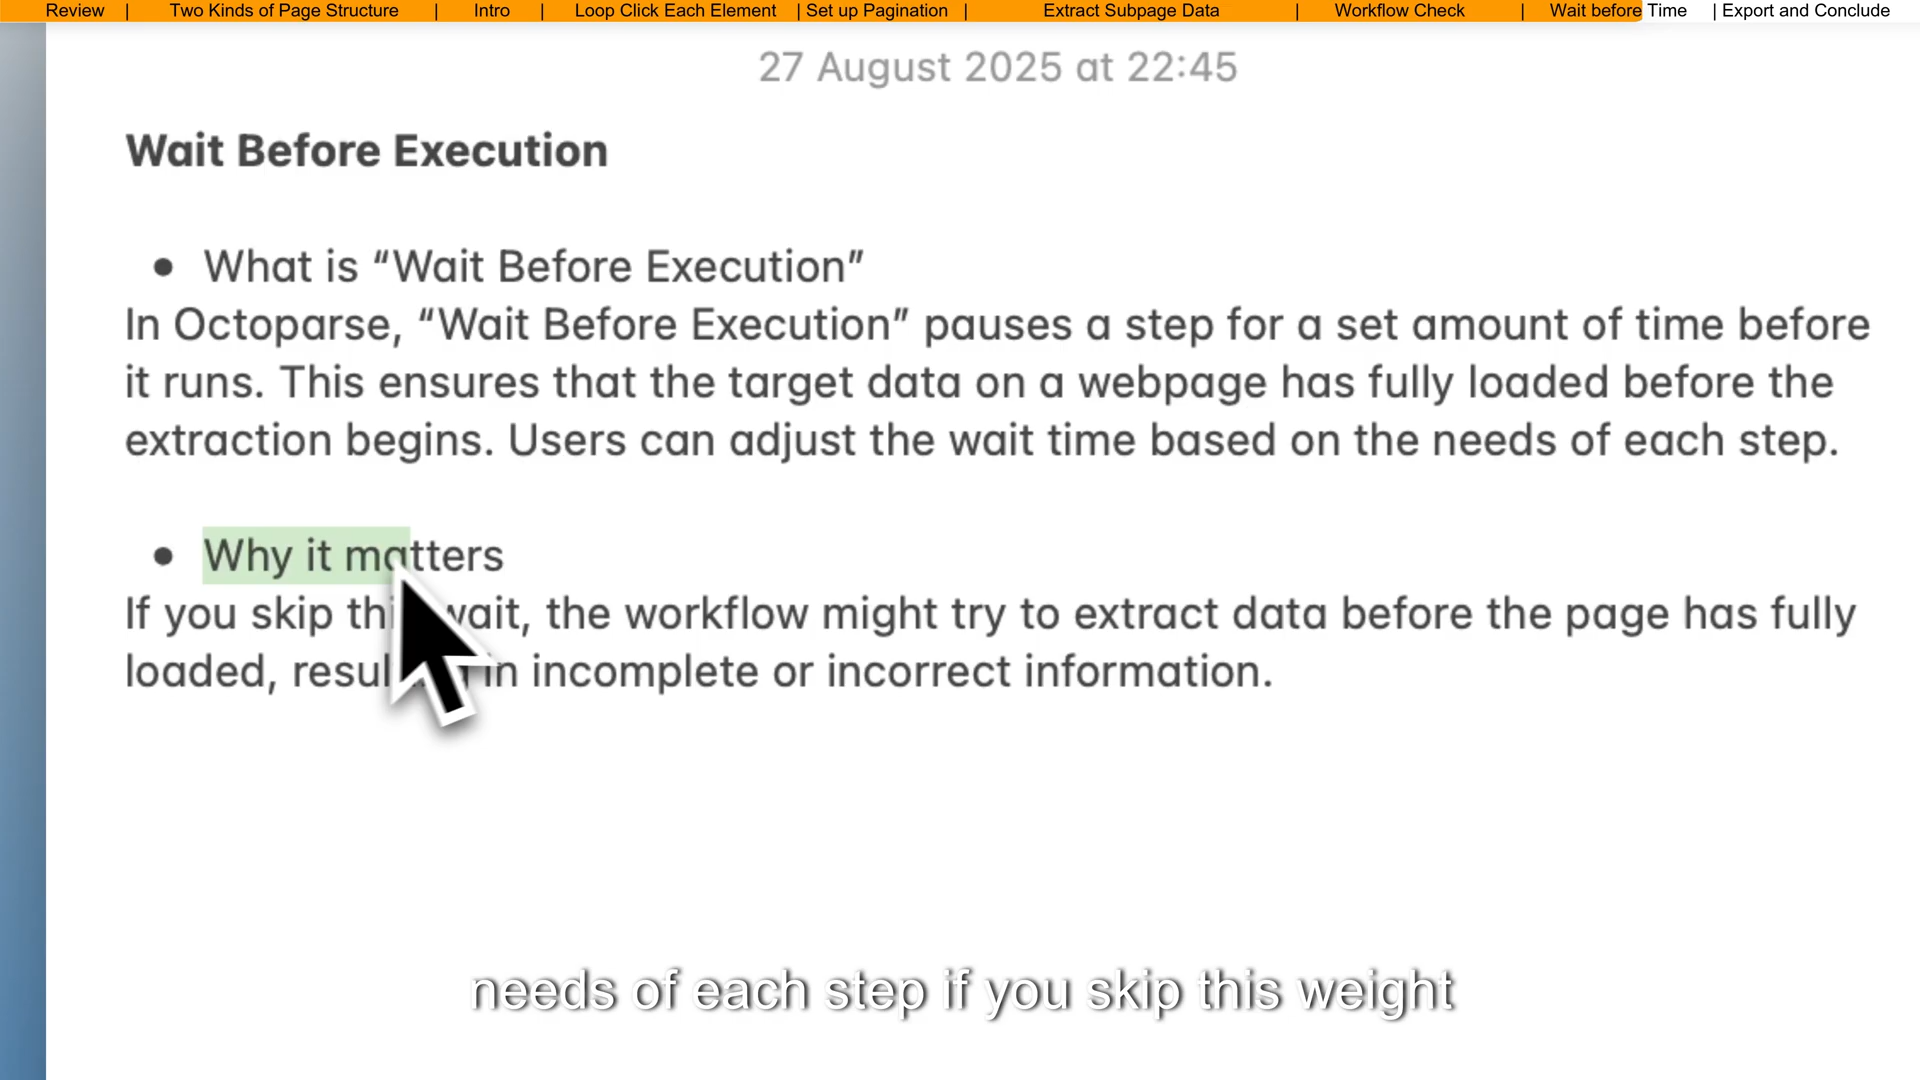 Review | Two Kinds of Page Structure | Intro | Loop Click Each Element | Set up Pagination | Extract Subpage Data | Workflow Check | Wait before Time | Export and Conclude
27 August 2025 at 22:45
Wait Before Execution
• What is “Wait Before Execution”
In Octoparse, “Wait Before Execution” pauses a step for a set amount of time before
it runs. This ensures that the target data on a webpage has fully loaded before the
extraction begins. Users can adjust the wait time based on the needs of each step.
• Why it matters
If you skip this wait, the workflow might try to extract data before the page has fully
loaded, resulting in incomplete or incorrect information.
needs of each step if you skip this weight